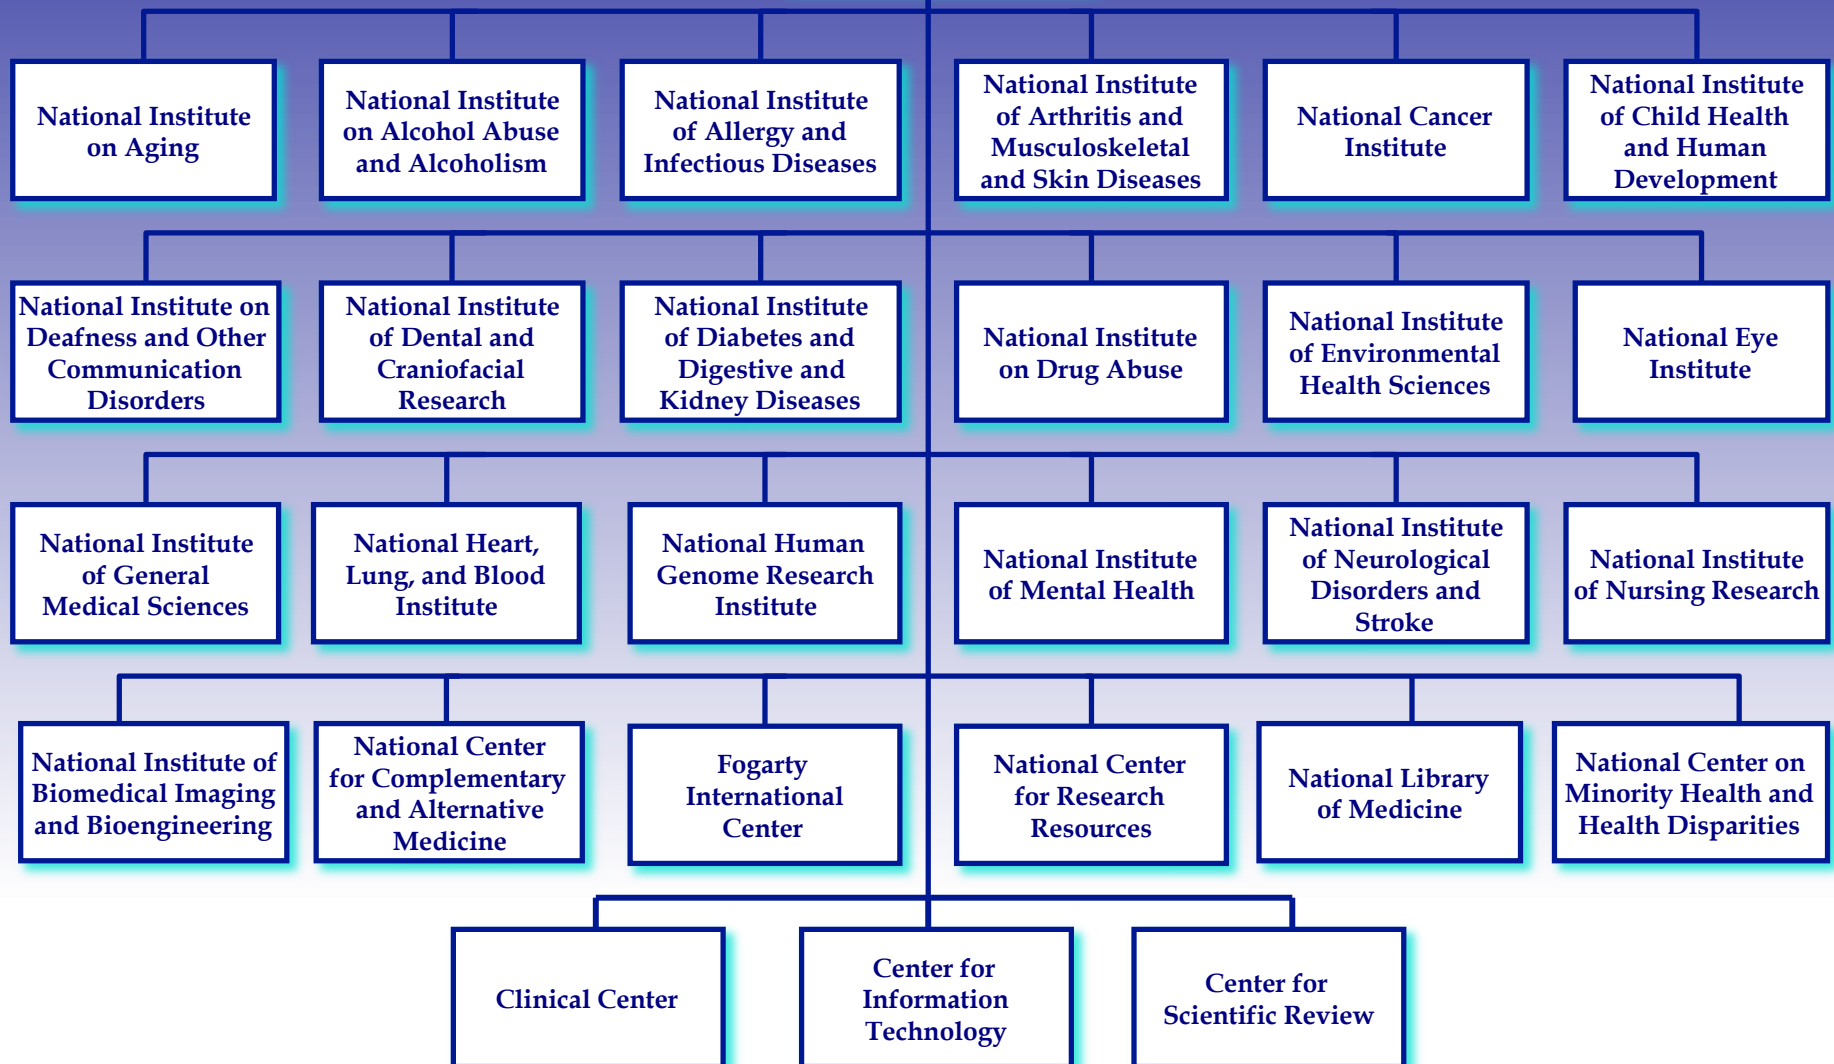 National Institute
on Aging
National Institute
on Alcohol Abuse
and Alcoholism
National Institute
of Allergy and
Infectious Diseases
National Institute
of Arthritis and
Musculoskeletal
and Skin Diseases
National Cancer
Institute
National Institute
of Child Health
and Human
Development
National Institute on
Deafness and Other
Communication
Disorders
National Institute
of Dental and
Craniofacial
Research
National Institute
of Diabetes and
Digestive and
Kidney Diseases
National Institute
on Drug Abuse
National Institute
of Environmental
Health Sciences
National Eye
Institute
National Institute
of General
Medical Sciences
National Heart,
Lung, and Blood
Institute
National Human
Genome Research
Institute
National Institute
of Mental Health
National Institute
of Neurological
Disorders and
Stroke
National Institute
of Nursing Research
National Institute of
Biomedical Imaging
and Bioengineering
National Center
for Complementary
and Alternative
Medicine
Fogarty
International
Center
National Center
for Research
Resources
National Library
of Medicine
National Center on
Minority Health and
Health Disparities
Clinical Center
Center for
Information
Technology
Center for
Scientific Review